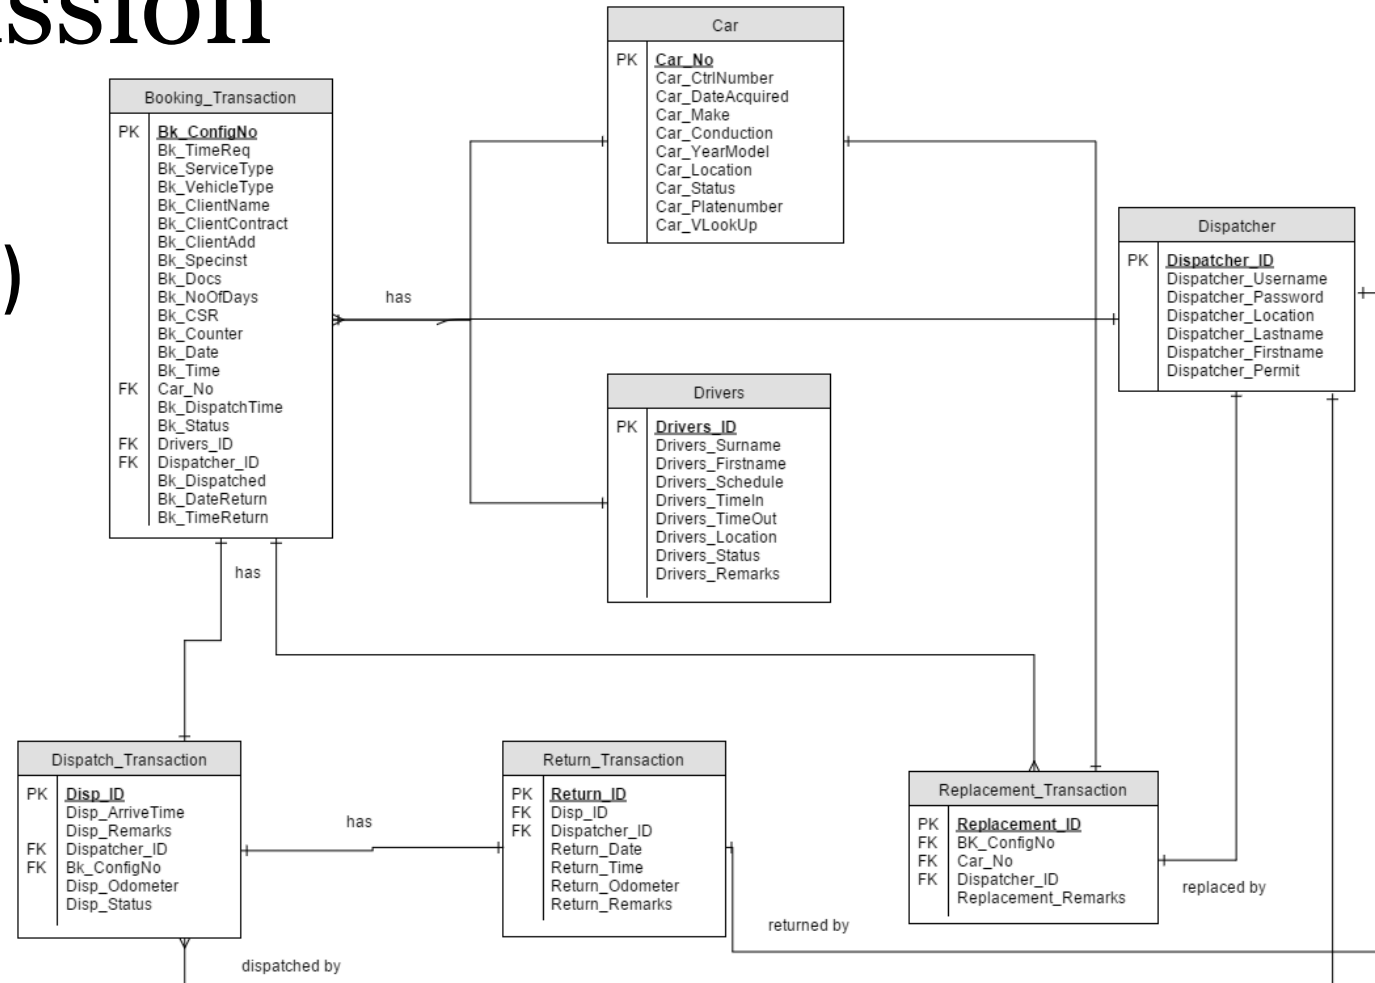 ssion
)
Car
PK Car_No
Car_CtrlNumber
Car_DateAcquired
Car_Make
Car_Conduction
Car_YearModel
Car_Location
Car_Status
Car_Platenumber
Car_VLookUp
Booking_Transaction
PK Bk_ConfigNo
Bk_TimeReq
Bk_ServiceType
Bk_VehicleType
Bk_ClientName
Bk_ClientContract
Bk_ClientAdd
Bk_Specinst
Bk_Docs
Bk_NoOfDays
Bk_CSR
Bk_Counter
Bk_Date
Bk_Time
FK Car_No
Bk_DispatchTime
Bk_Status
FK Drivers_ID
FK Dispatcher_ID
Bk_Dispatched
Bk_DateReturn
Bk_TimeReturn
has
Dispatcher
PK Dispatcher_ID
Dispatcher_Username
Dispatcher_Password
Dispatcher_Location
Dispatcher_Lastname
Dispatcher_Firstname
Dispatcher_Permit
Drivers
PK Drivers_ID
Drivers_Surname
Drivers_Firstname
Drivers_Schedule
Drivers_TimeIn
Drivers_TimeOut
Drivers_Location
Drivers_Status
Drivers_Remarks
has
Dispatch_Transaction
PK Disp_ID
Disp_ArriveTime
Disp_Remarks
FK Dispatcher_ID
FK Bk_ConfigNo
Disp_Odometer
Disp_Status
has
Return_Transaction
PK Return_ID
FK Disp_ID
FK Dispatcher_ID
Return_Date
Return_Time
Return_Odometer
Return_Remarks
Replacement_Transaction
PK Replacement_ID
FK BK_ConfigNo
FK Car_No
FK Dispatcher_ID
Replacement_Remarks
replaced by
returned by
dispatched by